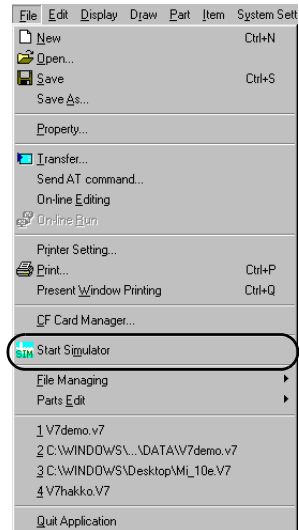 File Edit Display Draw Part Item System Sett
New Ctrl+N
Open...
Save Ctrl+S
Save As...
Property...
Transfer...
Send AT command...
On-line Editing
On-line Run
Printer Setting...
Print... Ctrl+P
Present Window Printing Ctrl+Q
CF Card Manager...
SIM Start Simulator
File Managing
Parts Edit
1 V7demo.v7
2 C:\WINDOWS\...\DATA\V7demo.v7
3 C:\WINDOWS\Desktop\Mi_10e.V7
4 V7hakko.V7
Quit Application